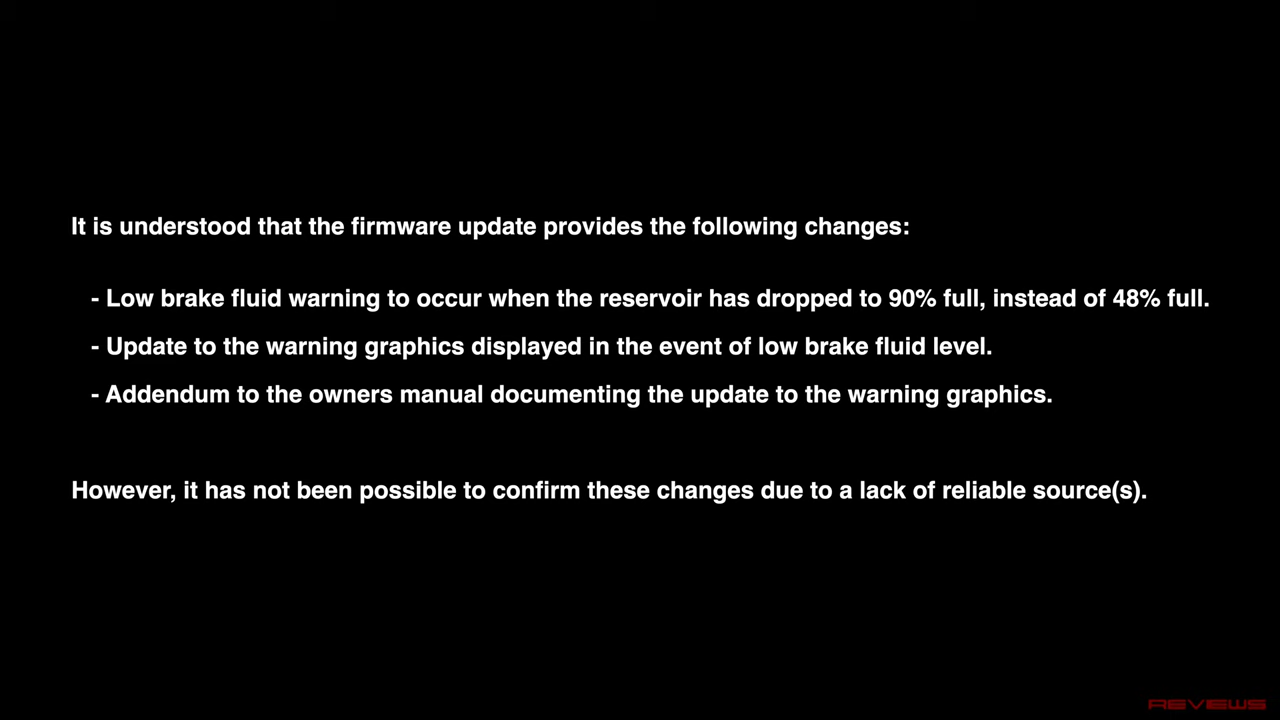 It is understood that the firmware update provides the following changes:
- Low brake fluid warning to occur when the reservoir has dropped to 90% full, instead of 48% full.
- Update to the warning graphics displayed in the event of low brake fluid level.
- Addendum to the owners manual documenting the update to the warning graphics.
However, it has not been possible to confirm these changes due to a lack of reliable source(s).
REVIEWS